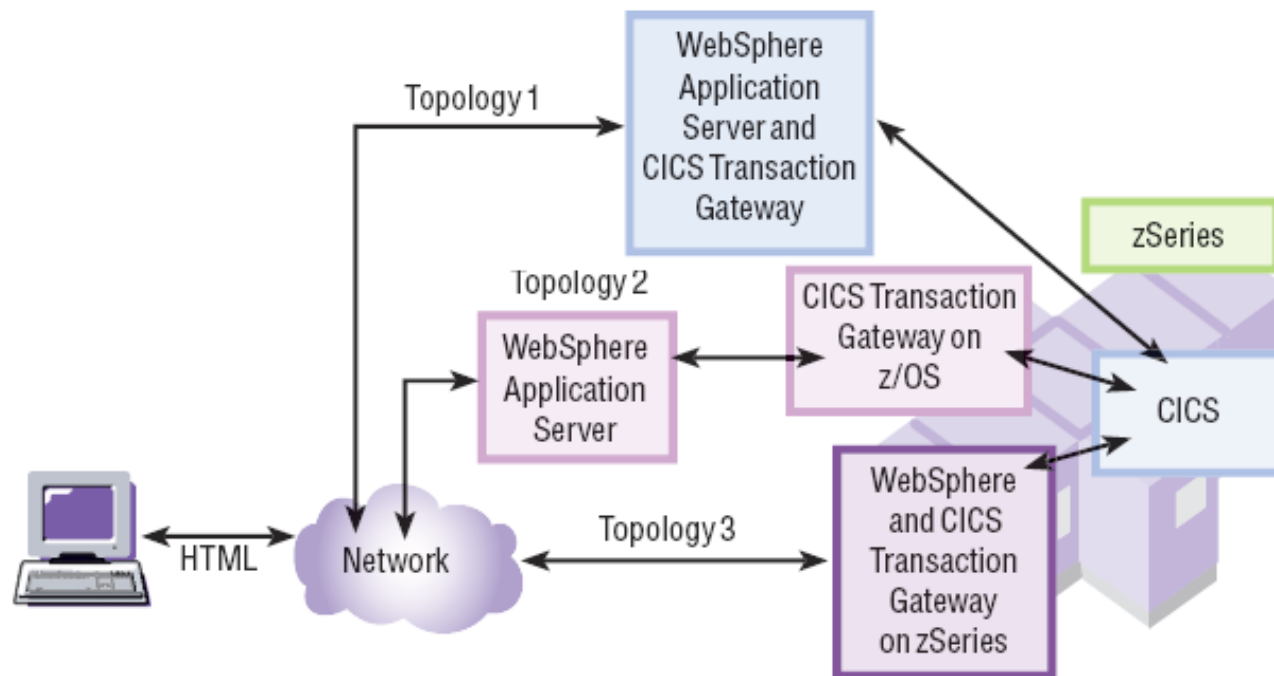 WebSphere
Application
Server and
CICS Transaction
Gateway
Topology 1
zSeries
Topology 2
CICS Transaction
Gateway on
z/OS
WebSphere
Application
Server
CICS
WebSphere
and CICS
Transaction
Gateway
on zSeries
Topology 3
Network
HTML